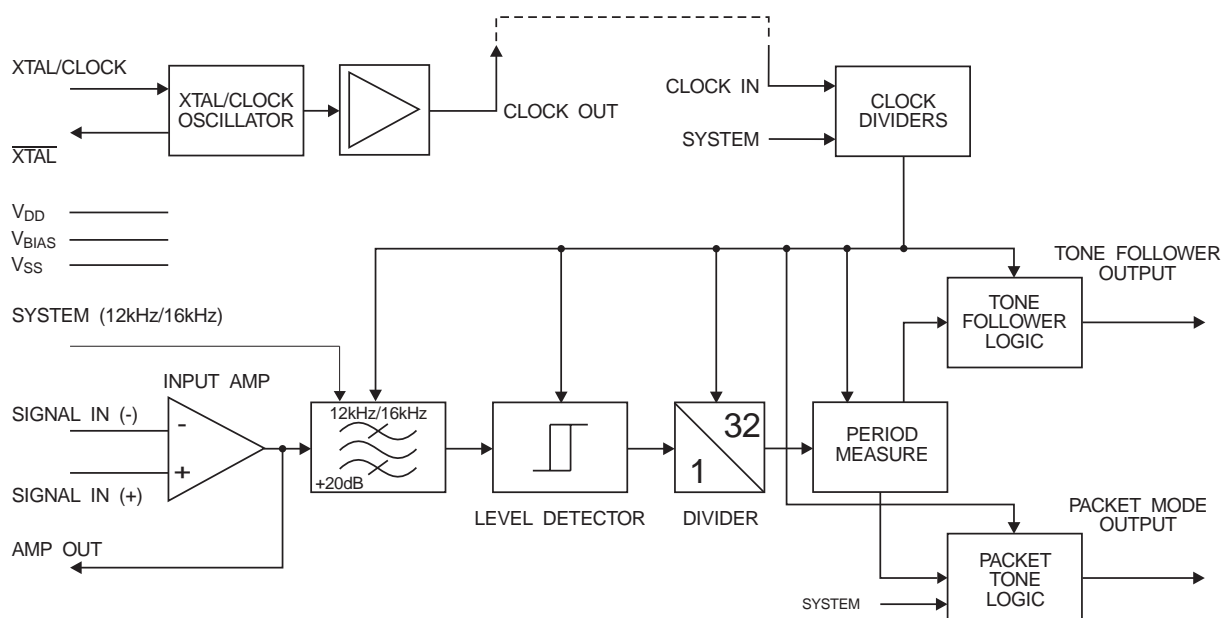 XTAL/CLOCK
XTAL/CLOCK
OSCILLATOR
XTAL
CLOCK OUT
CLOCK IN
SYSTEM
CLOCK
DIVIDERS
VDD
VBIAS
VSS
SYSTEM (12kHz/16kHz)
TONE FOLLOWER
OUTPUT
TONE
FOLLOWER
LOGIC
INPUT AMP
SIGNAL IN (-)
-
+
SIGNAL IN (+)
AMP OUT
12kHz/16kHz
+20dB
LEVEL DETECTOR
32
1
DIVIDER
PERIOD
MEASURE
PACKET MODE
OUTPUT
PACKET
TONE
LOGIC
SYSTEM